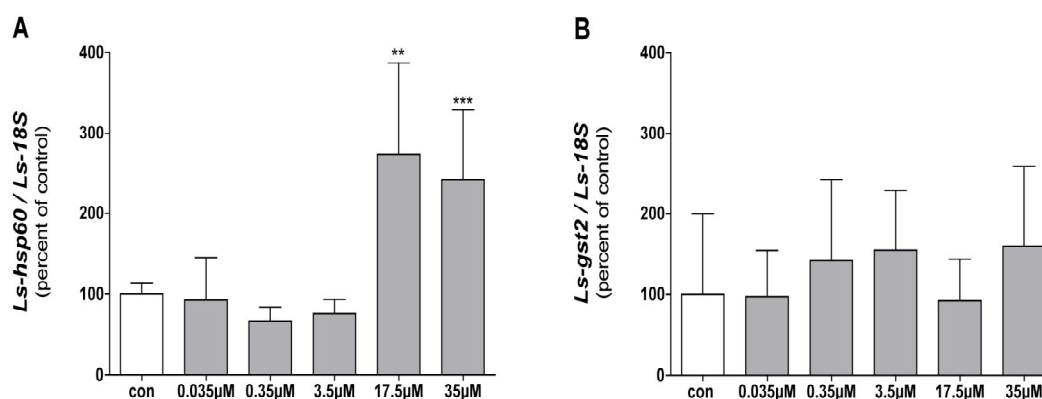 A
Ls-hsp60 / Ls-18S
(percent of control)
400
300
200
100
0
**
***
con
0.035µM
0.35µM
3.5µM
17.5µM
35µM
B
Ls-gst2 / Ls-18S
(percent of control)
400
300
200
100
0
con
0.035µM
0.35µM
3.5µM
17.5µM
35µM